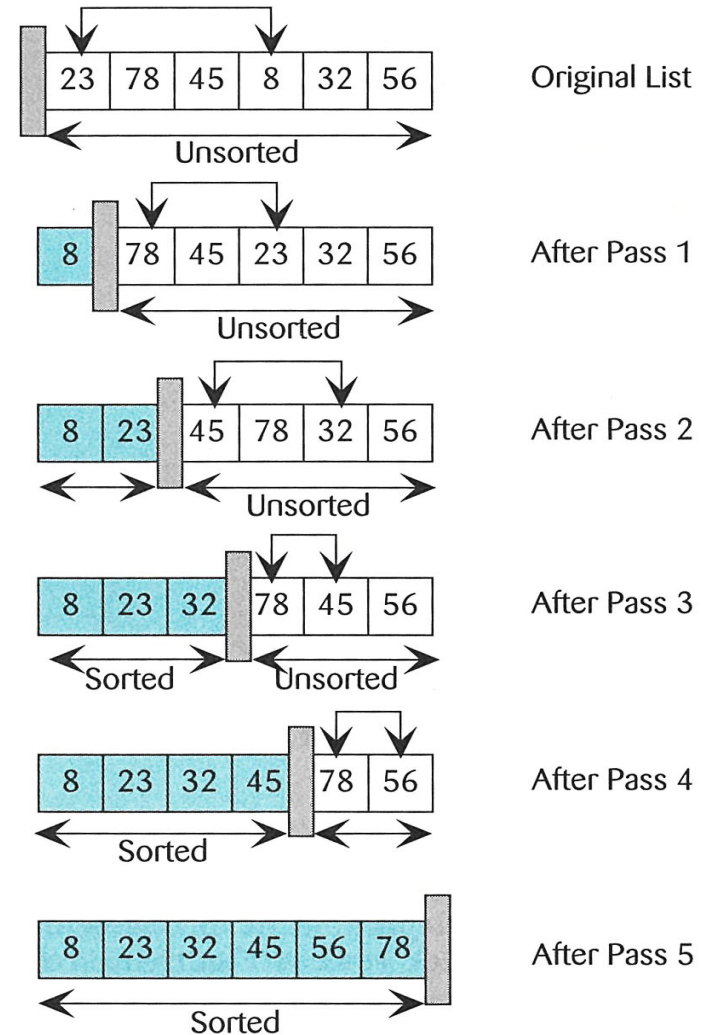 23 78 45 8 32 56 Original List
Unsorted
8 78 45 23 32 56 After Pass 1
Unsorted
8 23 45 78 32 56 After Pass 2
Unsorted
8 23 32 78 45 56 After Pass 3
Sorted Unsorted
8 23 32 45 78 56 After Pass 4
Sorted
8 23 32 45 56 78 After Pass 5
Sorted